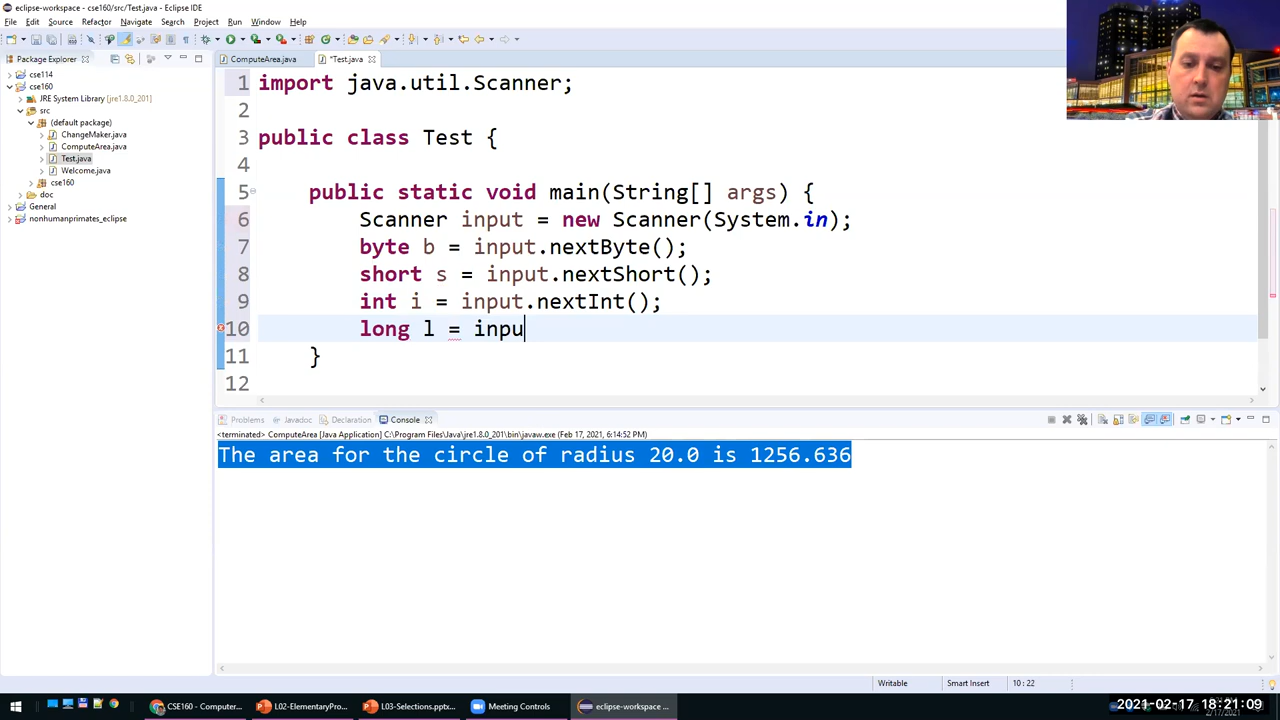 eclipse-workspace - cse160/src/Test.java - Eclipse IDE
File Edit Source Refactor Navigate Search Project Run Window Help
Package Explorer
ComputeArea.java
*Test.java
cse114
cse160
JRE System Library [jre1.8.0_201]
src
(default package)
ChangeMaker.java
ComputeArea.java
Test.java
Welcome.java
cse160
doc
General
nonhumanprimates_eclipse
1 import java.util.Scanner;
2
3 public class Test {
4
5 public static void main(String[] args) {
6 Scanner input = new Scanner(System.in);
7 byte b = input.nextByte();
8 short s = input.nextShort();
9 int i = input.nextInt();
10 long l = inpu
11 }
12
Problems Javadoc Declaration Console
<terminated> ComputeArea [Java Application] C:\Program Files\Java\jre1.8.0_201\bin\javaw.exe (Feb 17, 2021, 6:14:52 PM)
The area for the circle of radius 20.0 is 1256.636
Writable Smart Insert 10 : 22
CSE160 - Computer... L02-ElementaryPro... L03-Selections.pptx... Meeting Controls eclipse-workspace ...
2021-02-17 18:21:09